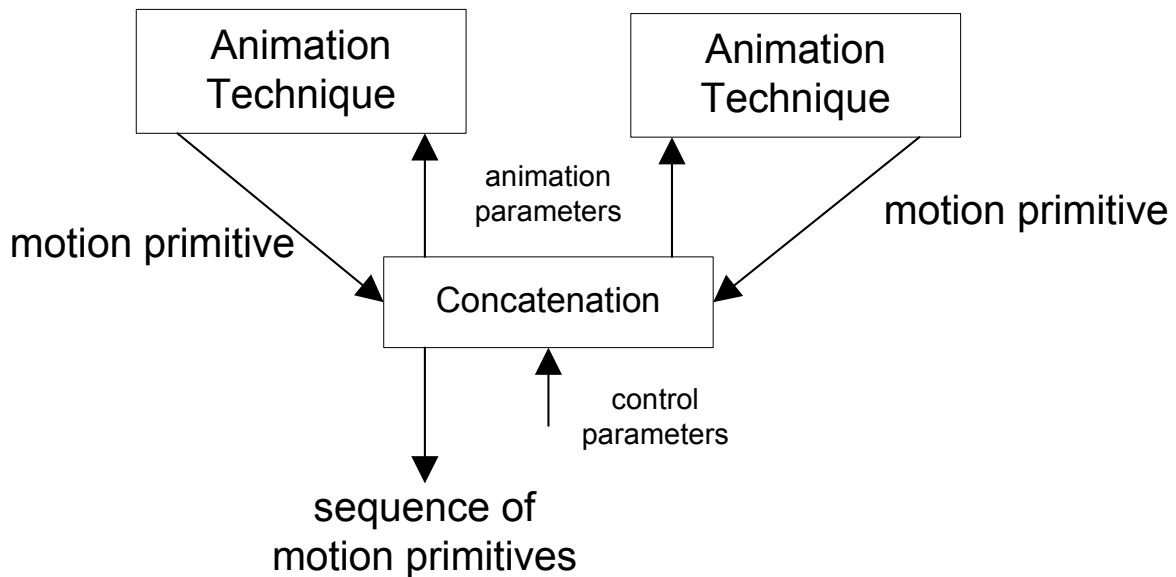 Animation
Technique
Animation
Technique
animation
parameters
motion primitive
motion primitive
Concatenation
control
parameters
sequence of
motion primitives